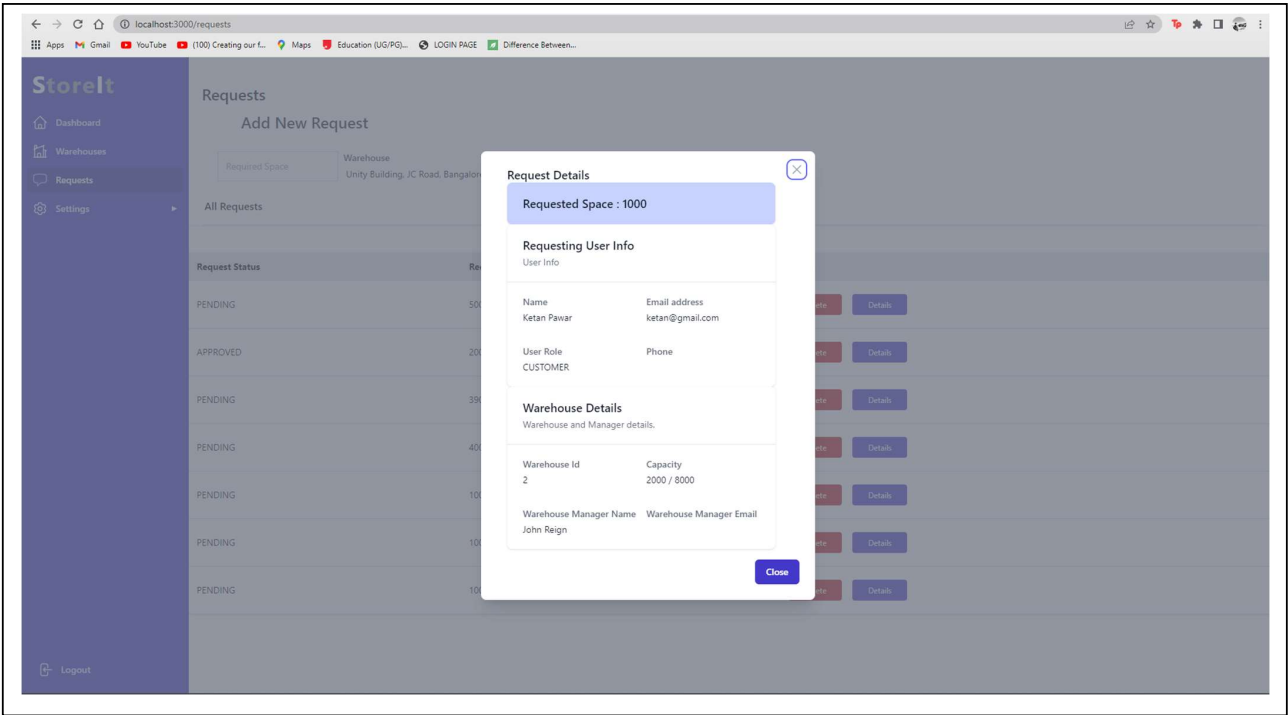 localhost:3000/requests
Apps Gmail YouTube (100) Creating our f... Maps Education (UG/PG)... LOGIN PAGE Difference Between...
StoreIt
Dashboard
Warehouses
Requests
Settings
Logout
Requests
Add New Request
Required Space
Warehouse
Unity Building, JC Road, Bangalor
All Requests
Request Status
PENDING
Details
APPROVED
Details
PENDING
Details
PENDING
Details
PENDING
Details
PENDING
Details
PENDING
Details
Request Details
Requested Space : 1000
Requesting User Info
User Info
Name Email address
Ketan Pawar ketan@gmail.com
User Role Phone
CUSTOMER
Warehouse Details
Warehouse and Manager details.
Warehouse Id Capacity
2 2000 / 8000
Warehouse Manager Name Warehouse Manager Email
John Reign
Close